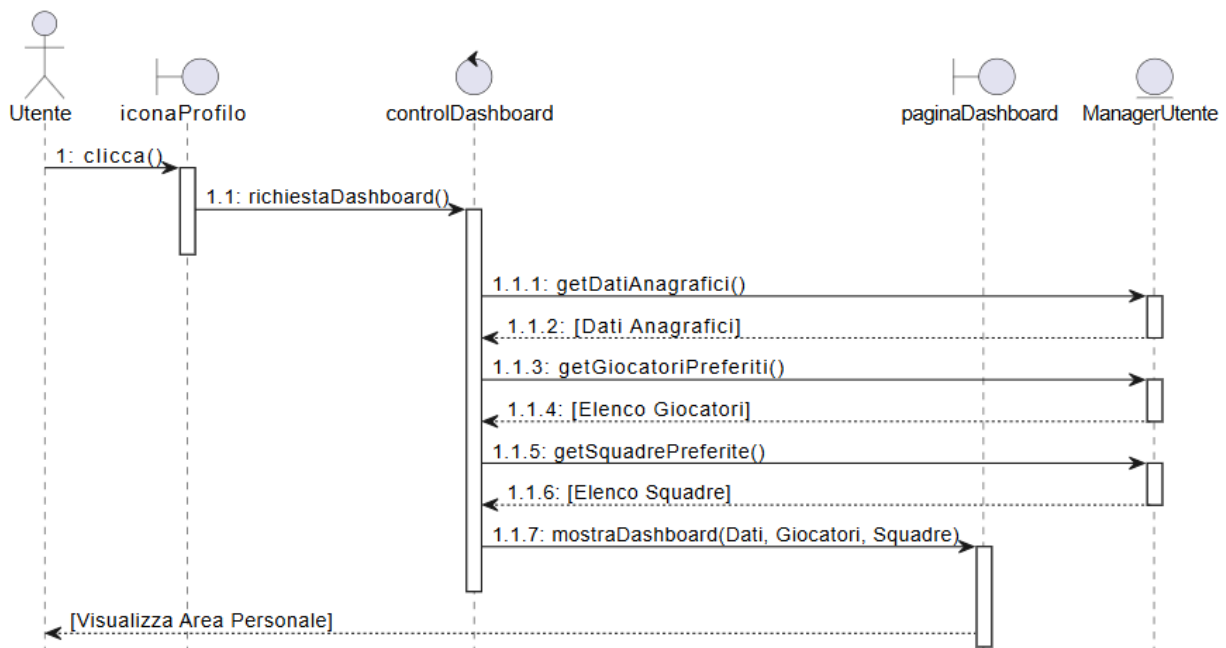 Utente
iconaProfilo
controlDashboard
paginaDashboard
ManagerUtente
1: clicca()
1.1: richiestaDashboard()
1.1.1: getDatiAnagrafici()
1.1.2: [Dati Anagrafici]
1.1.3: getGiocatoriPreferiti()
1.1.4: [Elenco Giocatori]
1.1.5: getSquadrePreferite()
1.1.6: [Elenco Squadre]
1.1.7: mostraDashboard(Dati, Giocatori, Squadre)
[Visualizza Area Personale]